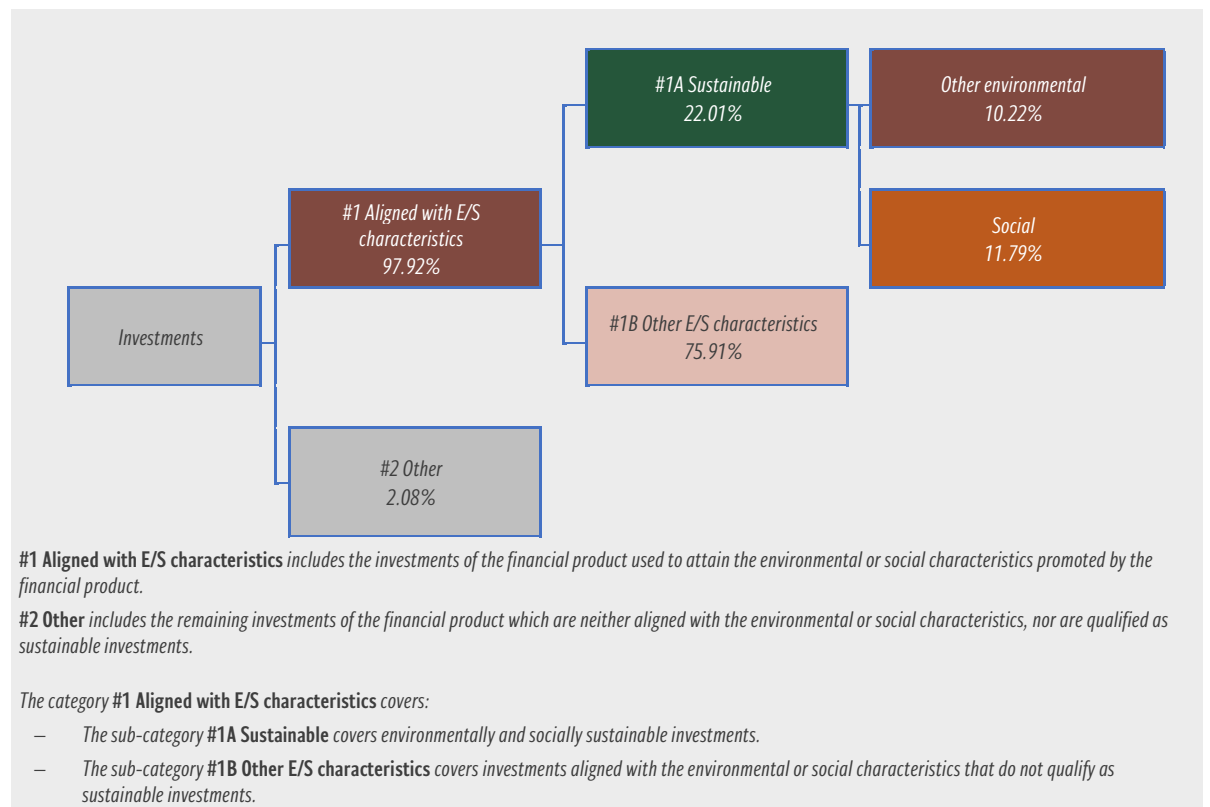 #1A Sustainable
22.01%
Other environmental
10.22%
#1 Aligned with E/S
characteristics
97.92%
Social
11.79%
Investments
#1B Other E/S characteristics
75.91%
#2 Other
2.08%
#1 Aligned with E/S characteristics includes the investments of the financial product used to attain the environmental or social characteristics promoted by the
financial product.
#2 Other includes the remaining investments of the financial product which are neither aligned with the environmental or social characteristics, nor are qualified as
sustainable investments.
The category #1 Aligned with E/S characteristics covers:
– The sub-category #1A Sustainable covers environmentally and socially sustainable investments.
– The sub-category #1B Other E/S characteristics covers investments aligned with the environmental or social characteristics that do not qualify as
sustainable investments.